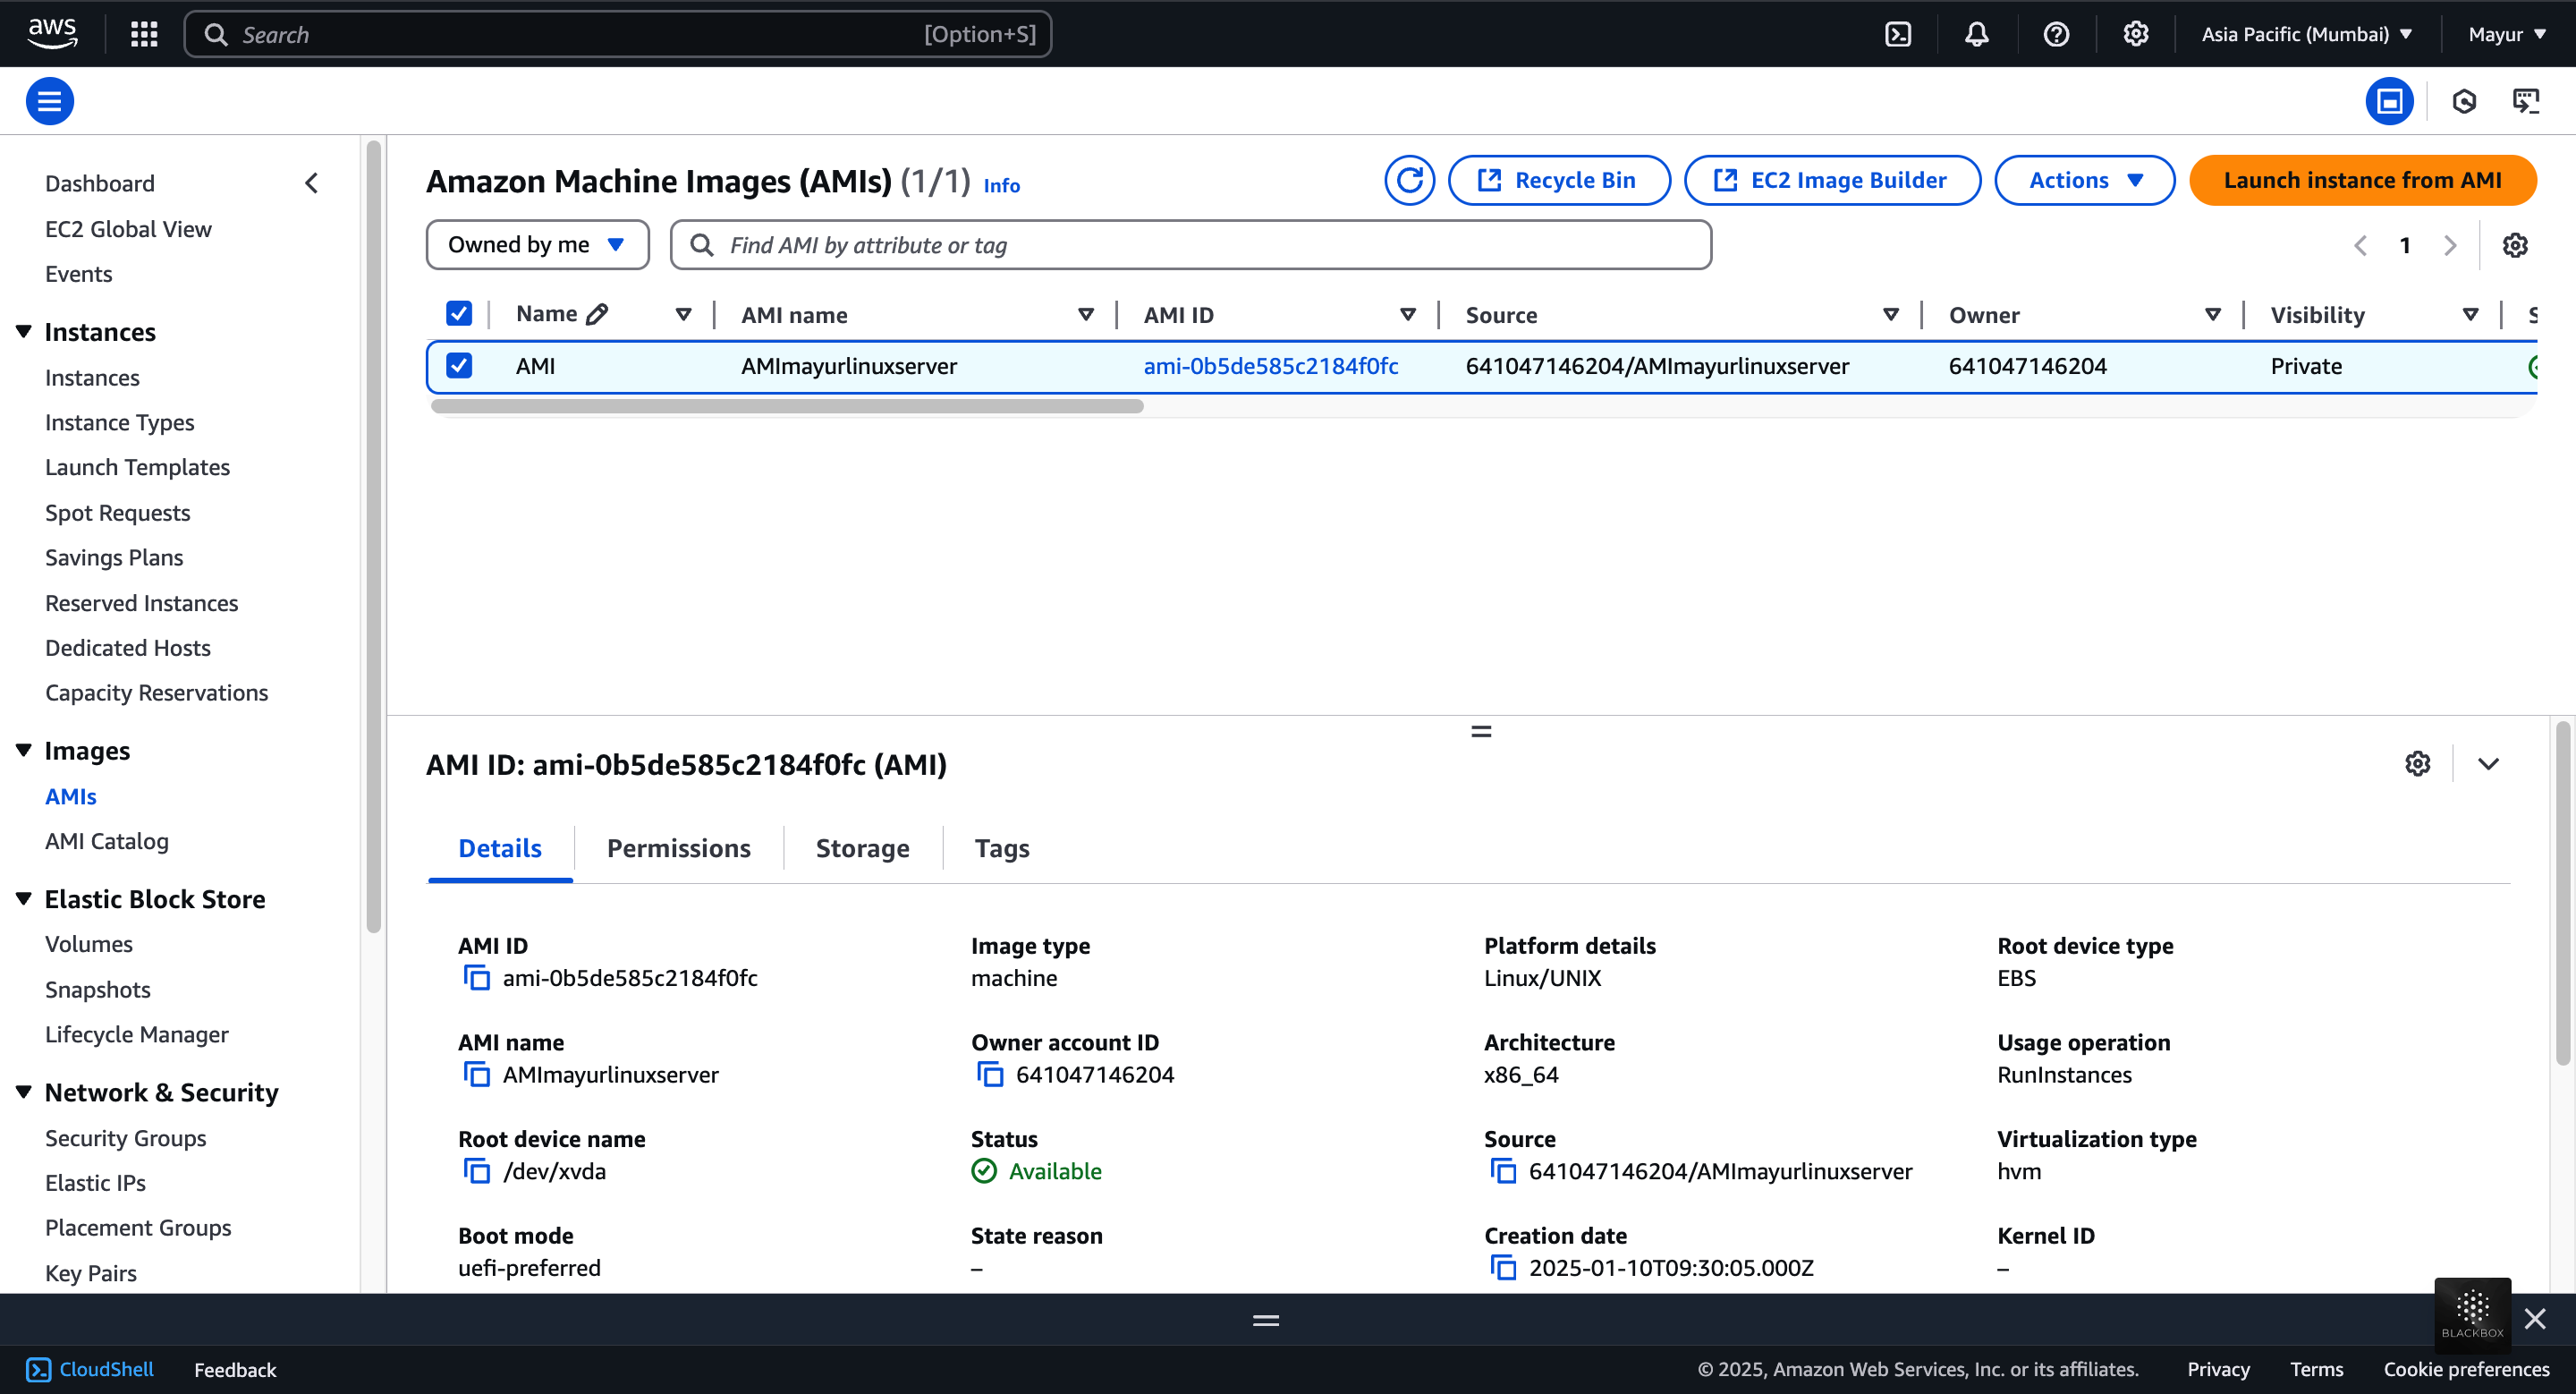 aws
Search [Option+S]
Asia Pacific (Mumbai) Mayur
Dashboard
EC2 Global View
Events
Instances
Instances
Instance Types
Launch Templates
Spot Requests
Savings Plans
Reserved Instances
Dedicated Hosts
Capacity Reservations
Images
AMIs
AMI Catalog
Elastic Block Store
Volumes
Snapshots
Lifecycle Manager
Network & Security
Security Groups
Elastic IPs
Placement Groups
Key Pairs
Amazon Machine Images (AMIs) (1/1) Info
Recycle Bin EC2 Image Builder Actions Launch instance from AMI
Owned by me Find AMI by attribute or tag 1
Name AMI name AMI ID Source Owner Visibility
AMI AMImayurlinuxserver ami-0b5de585c2184f0fc 641047146204/AMImayurlinuxserver 641047146204 Private
AMI ID: ami-0b5de585c2184f0fc (AMI)
Details Permissions Storage Tags
AMI ID Image type Platform details Root device type
ami-0b5de585c2184f0fc machine Linux/UNIX EBS
AMI name Owner account ID Architecture Usage operation
AMImayurlinuxserver 641047146204 x86_64 RunInstances
Root device name Status Source Virtualization type
/dev/xvda Available 641047146204/AMImayurlinuxserver hvm
Boot mode State reason Creation date Kernel ID
uefi-preferred – 2025-01-10T09:30:05.000Z –
BLACKBOX
CloudShell Feedback © 2025, Amazon Web Services, Inc. or its affiliates. Privacy Terms Cookie preferences